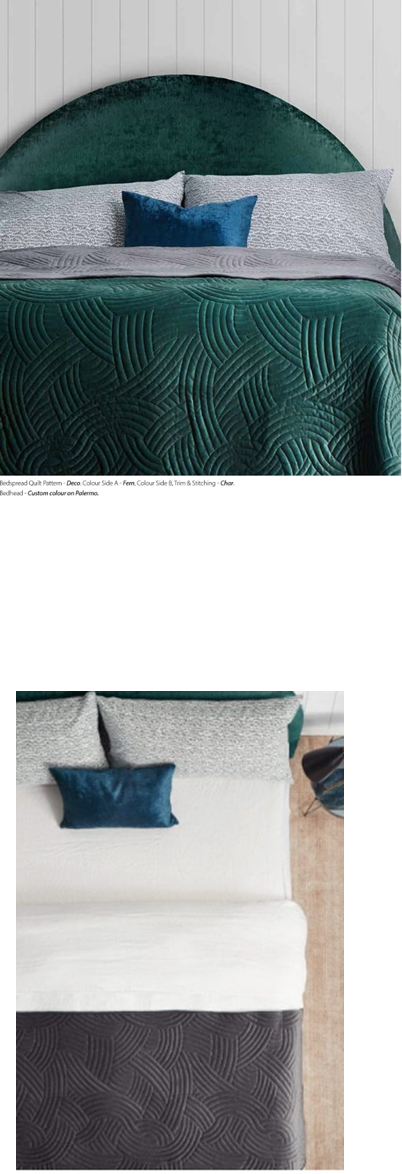 Bedspread Quilt Pattern - Deco. Colour Side A - Fern, Colour Side B, Trim & Stitching - Char.
Bedhead - Custom colour on Palermo.